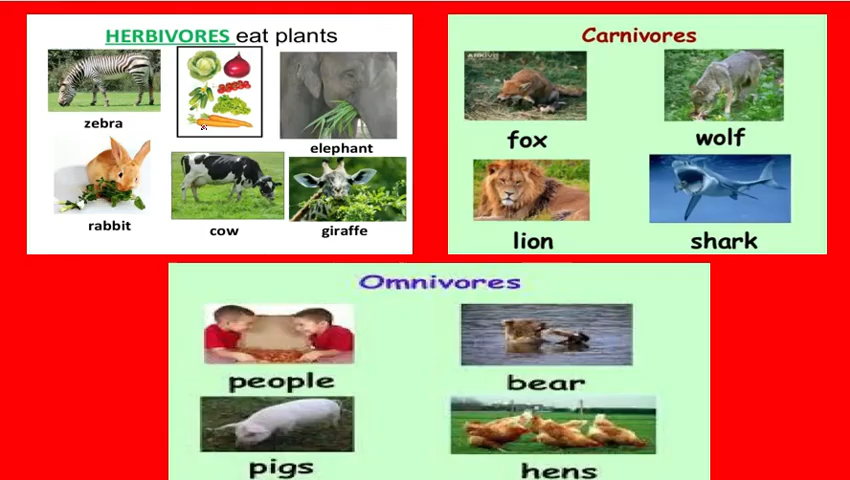 HERBIVORES eat plants
zebra
elephant
rabbit
cow
giraffe
Carnivores
fox
wolf
lion
shark
Omnivores
people
bear
pigs
hens